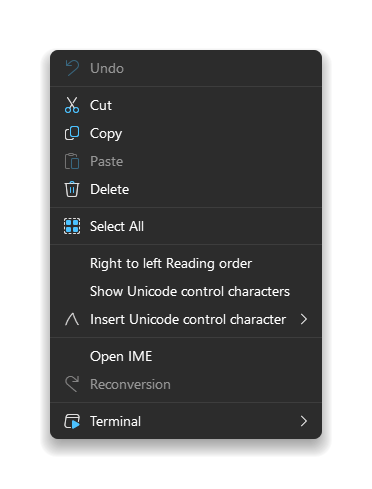 Undo
Cut
Copy
Paste
Delete
Select All
Right to left Reading order
Show Unicode control characters
Insert Unicode control character
Open IME
Reconversion
Terminal